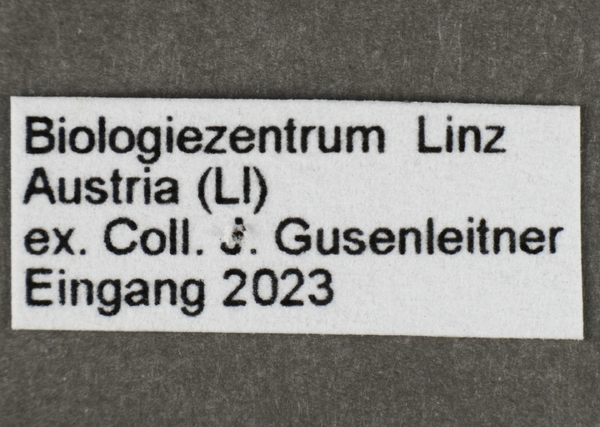 Biologiezentrum Linz
Austria (LI)
ex. Coll. J. Gusenleitner
Eingang 2023